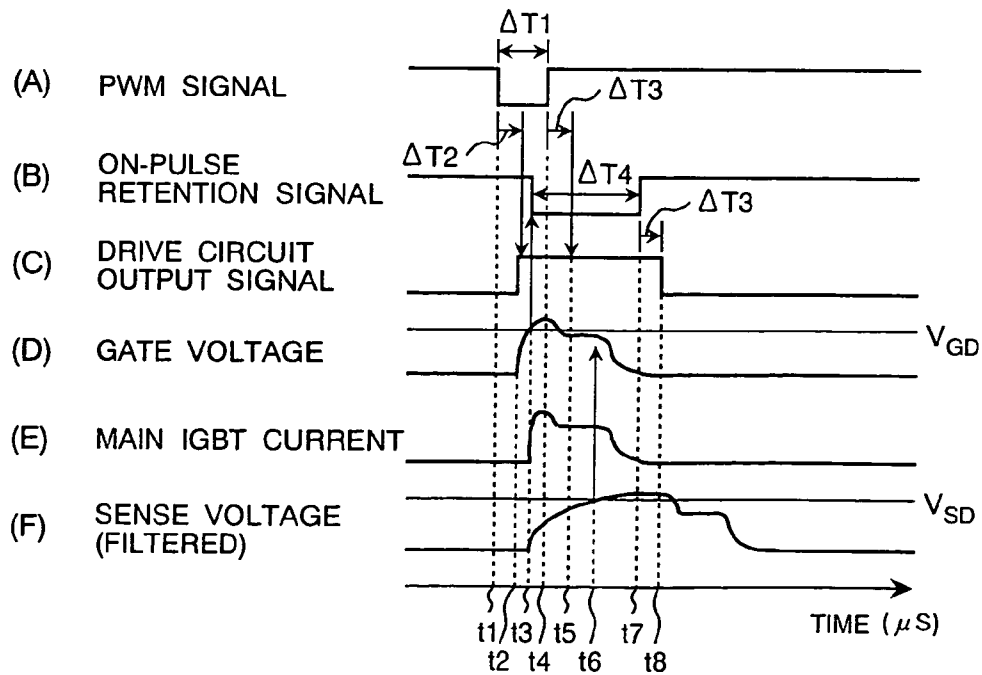 ΔT1
(A) PWM SIGNAL
ΔT3
ΔT2
(B) ON-PULSE
RETENTION SIGNAL
ΔT4
ΔT3
(C) DRIVE CIRCUIT
OUTPUT SIGNAL
(D) GATE VOLTAGE
VGD
(E) MAIN IGBT CURRENT
(F) SENSE VOLTAGE
(FILTERED)
VSD
t1 t3 t5 t7
t2 t4 t6 t8
TIME (μS)